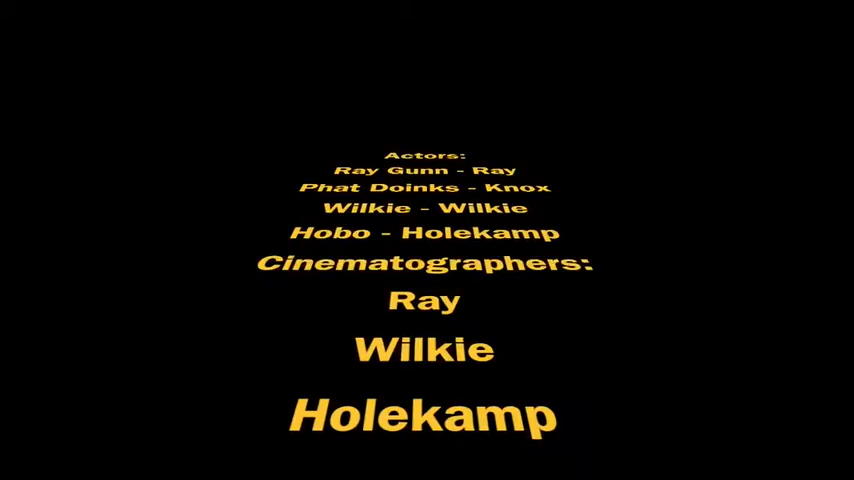 Actors:
Ray Gunn - Ray
Phat Doinks - Knox
Wilkie - Wilkie
Hobo - Holekamp
Cinematographers:
Ray
Wilkie
Holekamp